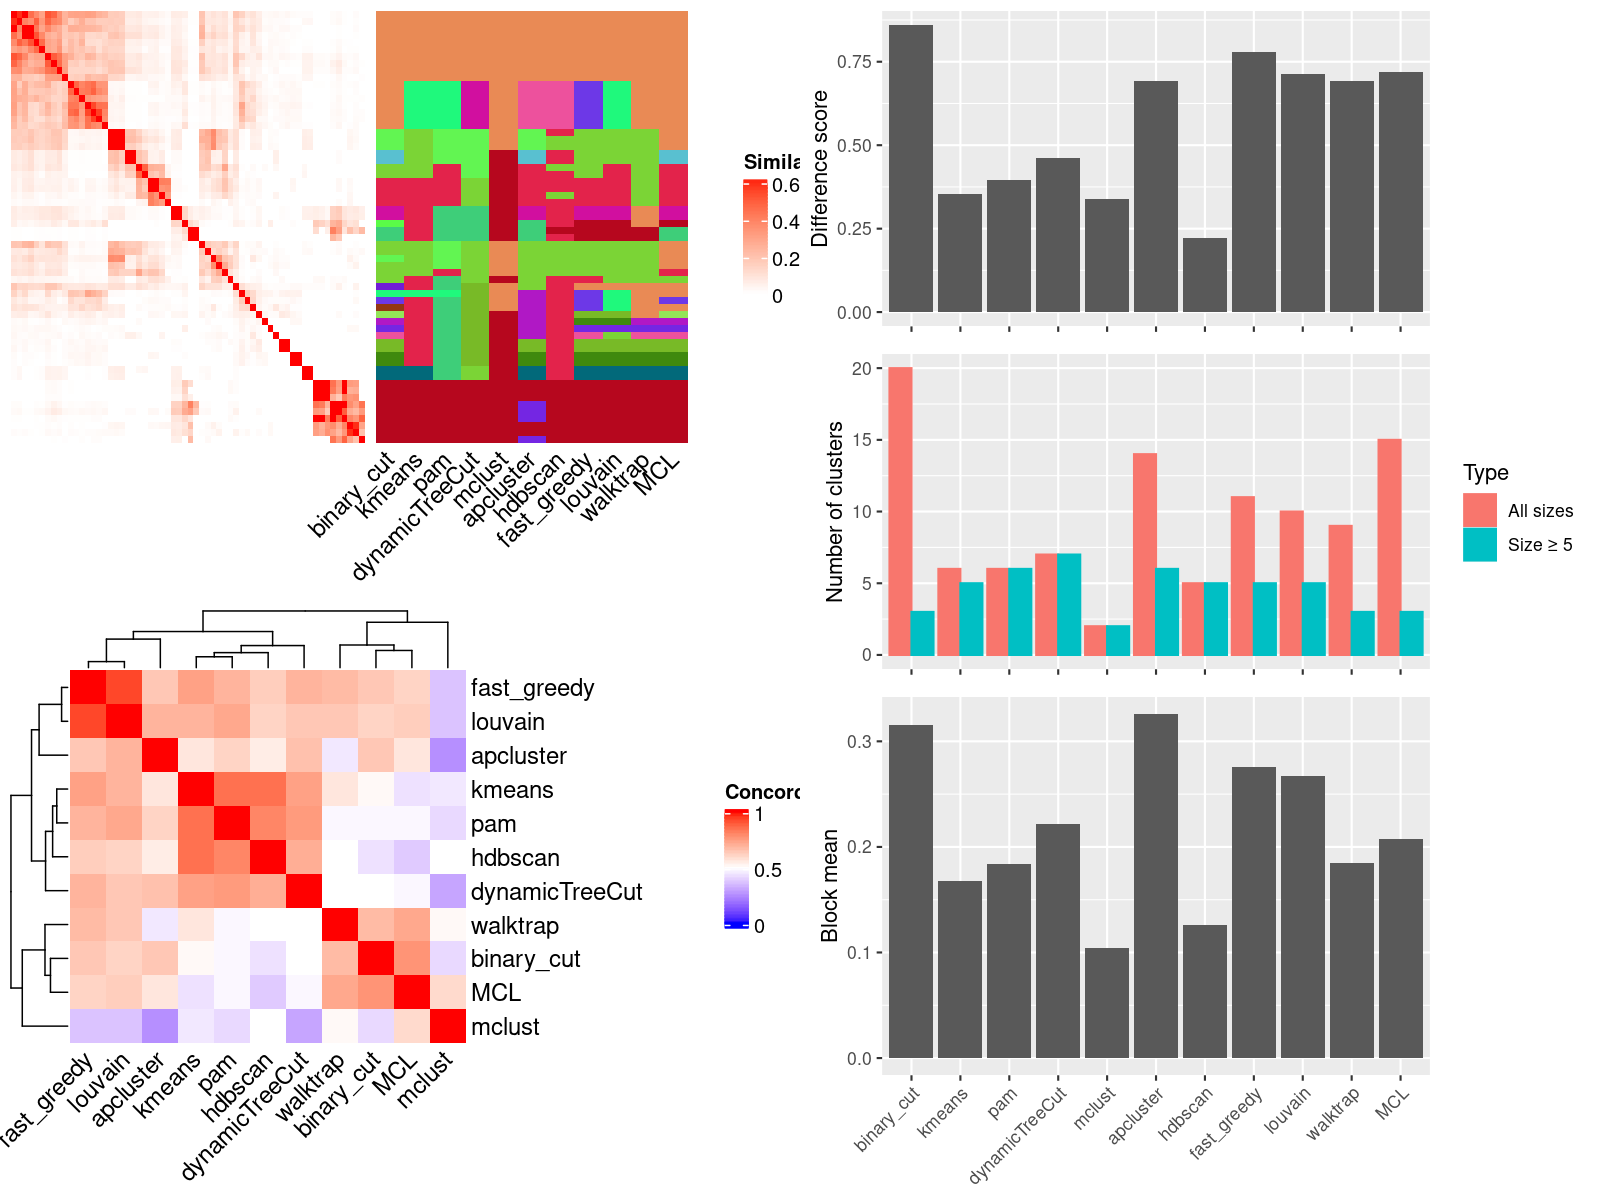 Simila
0.6
0.4
0.2
0
binary_cut
kmeans
pam
dynamicTreeCut
mclust
apcluster
hdbscan
fast_greedy
louvain
walktrap
MCL
fast_greedy
louvain
apcluster
kmeans
pam
hdbscan
dynamicTreeCut
walktrap
binary_cut
MCL
mclust
Concord
1
0.5
0
fast_greedy
louvain
apcluster
kmeans
pam
hdbscan
dynamicTreeCut
walktrap
binary_cut
MCL
mclust
Difference score
0.75
0.50
0.25
0.00
Number of clusters
20
15
10
5
0
Type
All sizes
Size ≥ 5
Block mean
0.3
0.2
0.1
0.0
binary_cut
kmeans
pam
dynamicTreeCut
mclust
apcluster
hdbscan
fast_greedy
louvain
walktrap
MCL